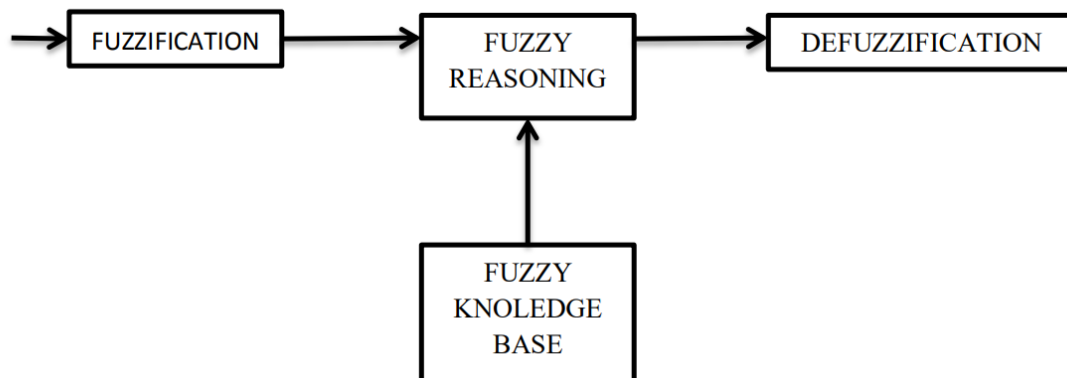 FUZZIFICATION
FUZZY
REASONING
DEFUZZIFICATION
FUZZY
KNOLEDGE
BASE